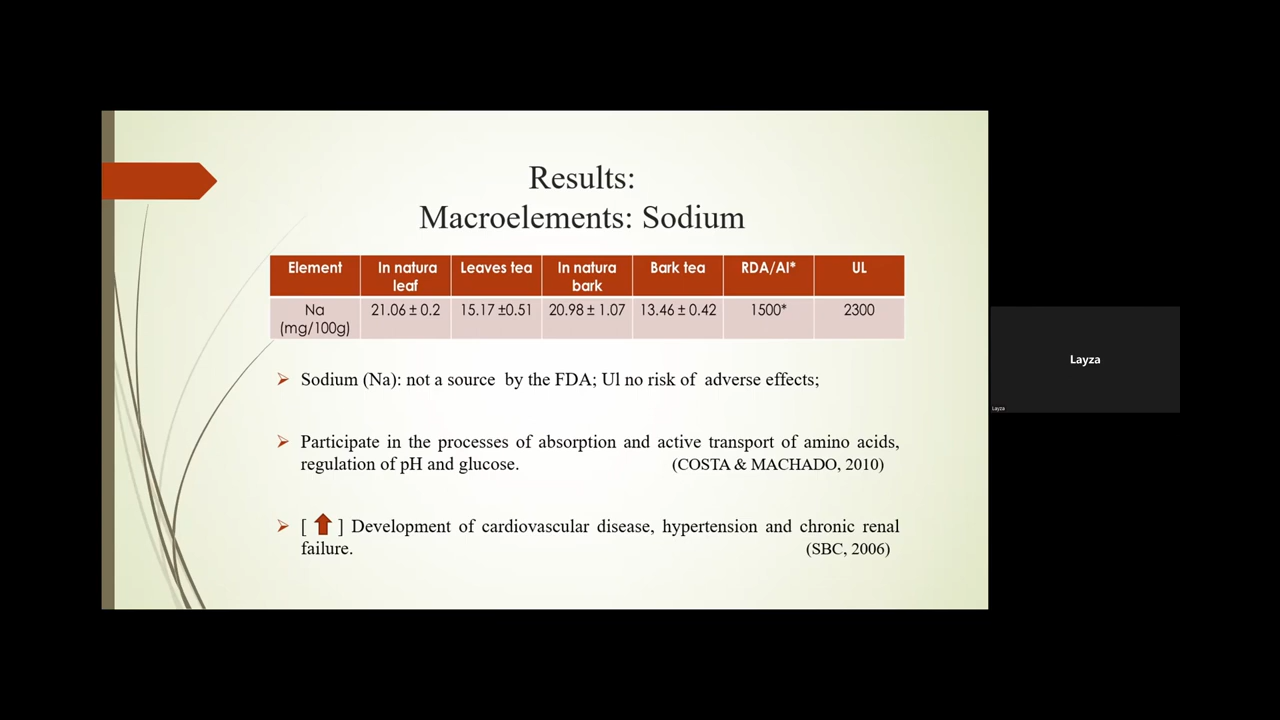 Results:
Macroelements: Sodium
Element In natura leaf Leaves tea In natura bark Bark tea RDA/AI* UL
Na (mg/100g) 21.06 ± 0.2 15.17 ±0.51 20.98 ± 1.07 13.46 ± 0.42 1500* 2300
Sodium (Na): not a source by the FDA; Ul no risk of adverse effects;
Participate in the processes of absorption and active transport of amino acids,
regulation of pH and glucose. (COSTA & MACHADO, 2010)
[ ] Development of cardiovascular disease, hypertension and chronic renal
failure. (SBC, 2006)
Layza
Layza